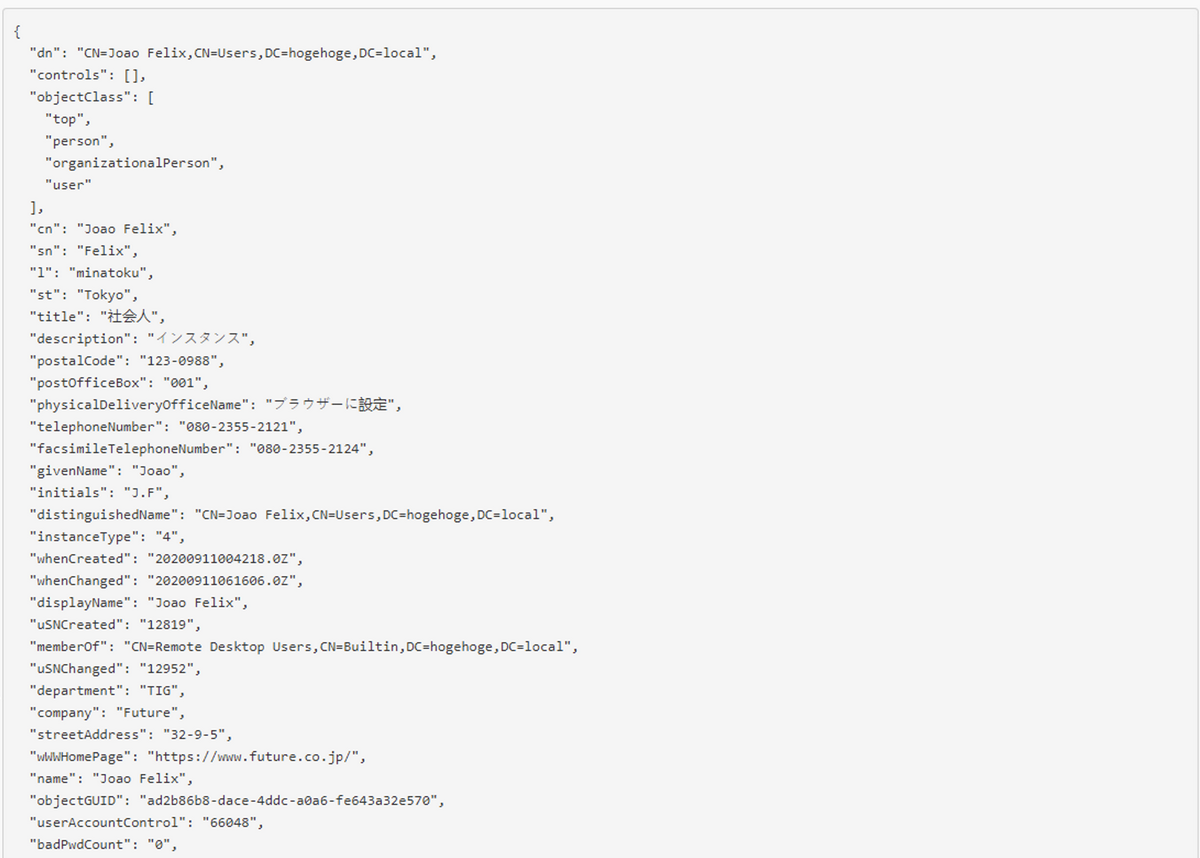 {
"dn": "CN=Joao Felix,CN=Users,DC=hogehoge,DC=local",
"controls": [],
"objectClass": [
"top",
"person",
"organizationalPerson",
"user"
],
"cn": "Joao Felix",
"sn": "Felix",
"l": "minatoku",
"st": "Tokyo",
"title": "社会人",
"description": "インスタンス",
"postalCode": "123-0988",
"postOfficeBox": "001",
"physicalDeliveryOfficeName": "ブラウザーに設定",
"telephoneNumber": "080-2355-2121",
"facsimileTelephoneNumber": "080-2355-2124",
"givenName": "Joao",
"initials": "J.F",
"distinguishedName": "CN=Joao Felix,CN=Users,DC=hogehoge,DC=local",
"instanceType": "4",
"whenCreated": "20200911004218.0Z",
"whenChanged": "20200911061606.0Z",
"displayName": "Joao Felix",
"uSNCreated": "12819",
"memberOf": "CN=Remote Desktop Users,CN=Builtin,DC=hogehoge,DC=local",
"uSNChanged": "12952",
"department": "TIG",
"company": "Future",
"streetAddress": "32-9-5",
"wWWHomePage": "https://www.future.co.jp/",
"name": "Joao Felix",
"objectGUID": "ad2b86b8-dace-4ddc-a0a6-fe643a32e570",
"userAccountControl": "66048",
"badPwdCount": "0",